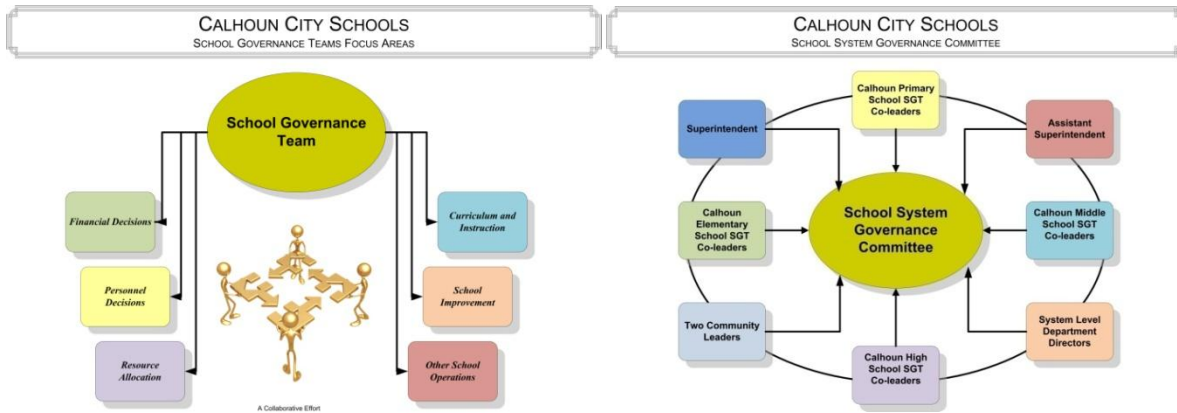 CALHOUN CITY SCHOOLS
SCHOOL GOVERNANCE TEAMS FOCUS AREAS
School Governance
Team
Financial Decisions
Curriculum and
Instruction
Personnel
Decisions
School
Improvement
Resource
Allocation
Other School
Operations
A Collaborative Effort
CALHOUN CITY SCHOOLS
SCHOOL SYSTEM GOVERNANCE COMMITTEE
Calhoun Primary
School SGT
Co-leaders
Superintendent
Assistant
Superintendent
Calhoun
Elementary
School SGT
Co-leaders
School System
Governance
Committee
Calhoun Middle
School SGT
Co-leaders
Two Community
Leaders
System Level
Department
Directors
Calhoun High
School SGT
Co-leaders